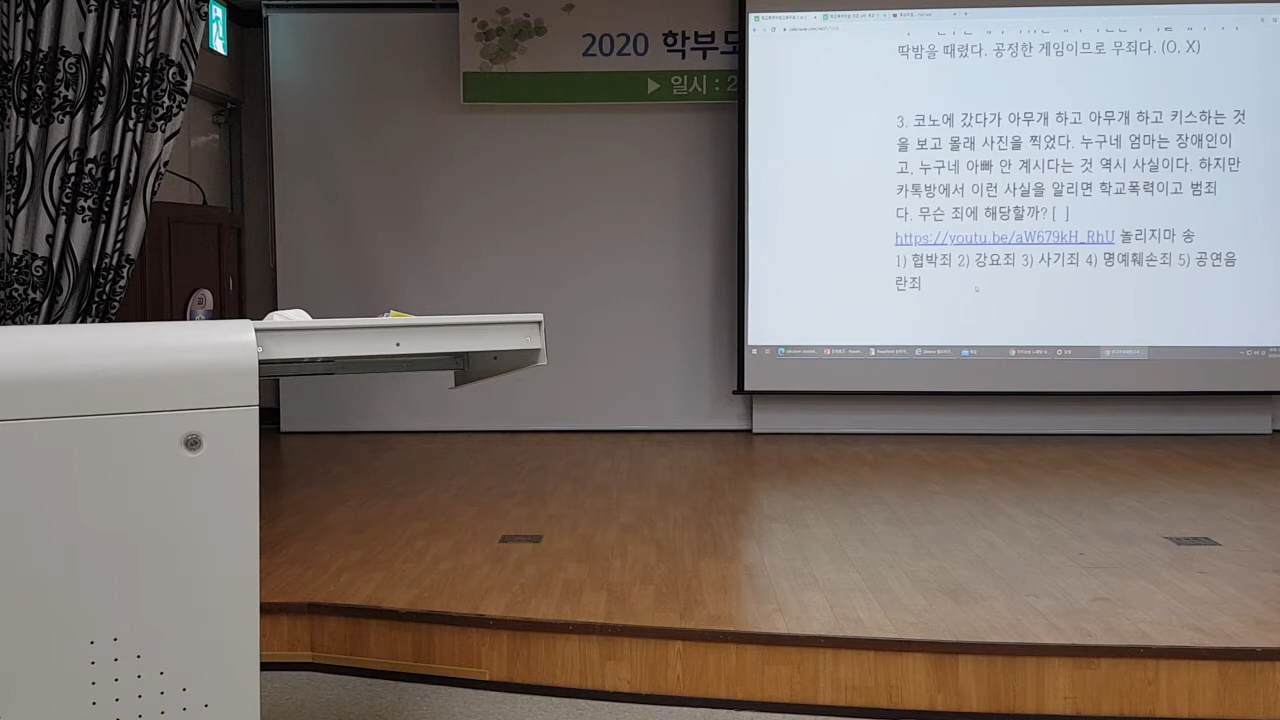 2020 학부모
▶ 일시 : 2
딱밤을 때렸다. 공정한 게임이므로 무죄다. (O, X)
3. 코노에 갔다가 아무개 하고 아무개 하고 키스하는 것
을 보고 몰래 사진을 찍었다. 누구네 엄마는 장애인이
고, 누구네 아빠 안 계시다는 것 역시 사실이다. 하지만
카톡방에서 이런 사실을 알리면 학교폭력이고 범죄
다. 무슨 죄에 해당할까? [ ]
https://youtu.be/aW679kH_RhU 놀리지마 송
1) 협박죄 2) 강요죄 3) 사기죄 4) 명예훼손죄 5) 공연음
란죄